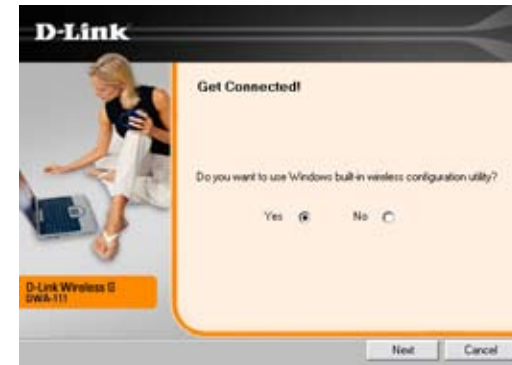 D-Link
Get Connected!
Do you want to use Windows built-in wireless configuration utility?
Yes No
D-Link Wireless G
DWA-111
Next Cancel